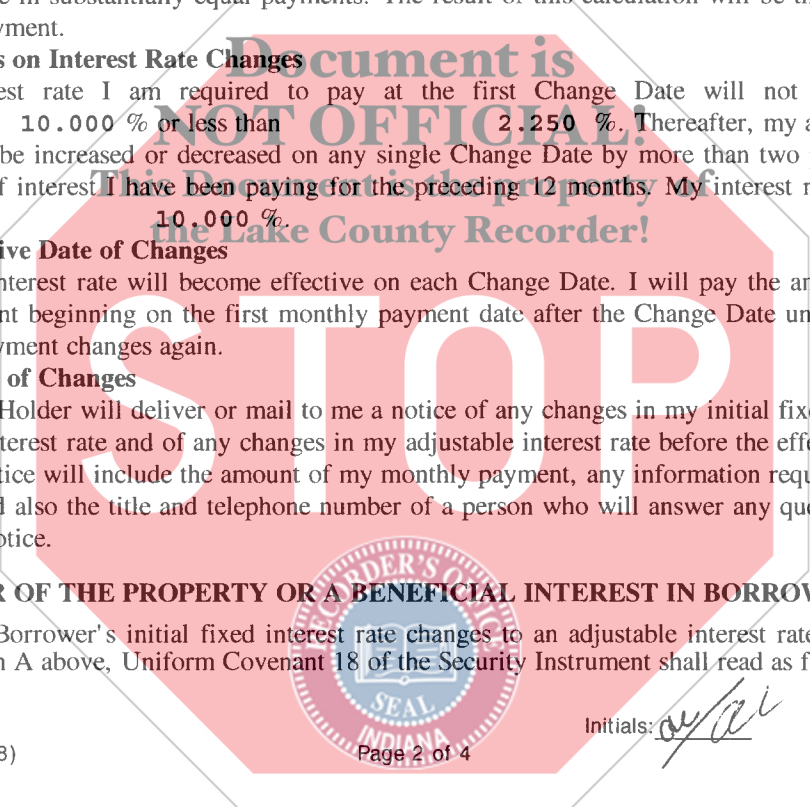 e in substantially equal payments. The result of this calculation will be th
yment.
s on Interest Rate Changes
est rate I am required to pay at the first Change Date will not
10.000 % or less than 2.250 %. Thereafter, my a
be increased or decreased on any single Change Date by more than two
f interest I have been paying for the preceding 12 months. My interest r
10.000 %.
ive Date of Changes
nterest rate will become effective on each Change Date. I will pay the am
nt beginning on the first monthly payment date after the Change Date un
yment changes again.
of Changes
Holder will deliver or mail to me a notice of any changes in my initial fixe
terest rate and of any changes in my adjustable interest rate before the effe
tice will include the amount of my monthly payment, any information requ
d also the title and telephone number of a person who will answer any que
otice.
R OF THE PROPERTY OR A BENEFICIAL INTEREST IN BORROW
Borrower's initial fixed interest rate changes to an adjustable interest rate
n A above, Uniform Covenant 18 of the Security Instrument shall read as f
Initials:
8) Page 2 of 4
Document is
NOT OFFICIAL!
This Document is the property of
the Lake County Recorder!
STOP
RECORDER'S OFFICE
SEAL
INDIANA